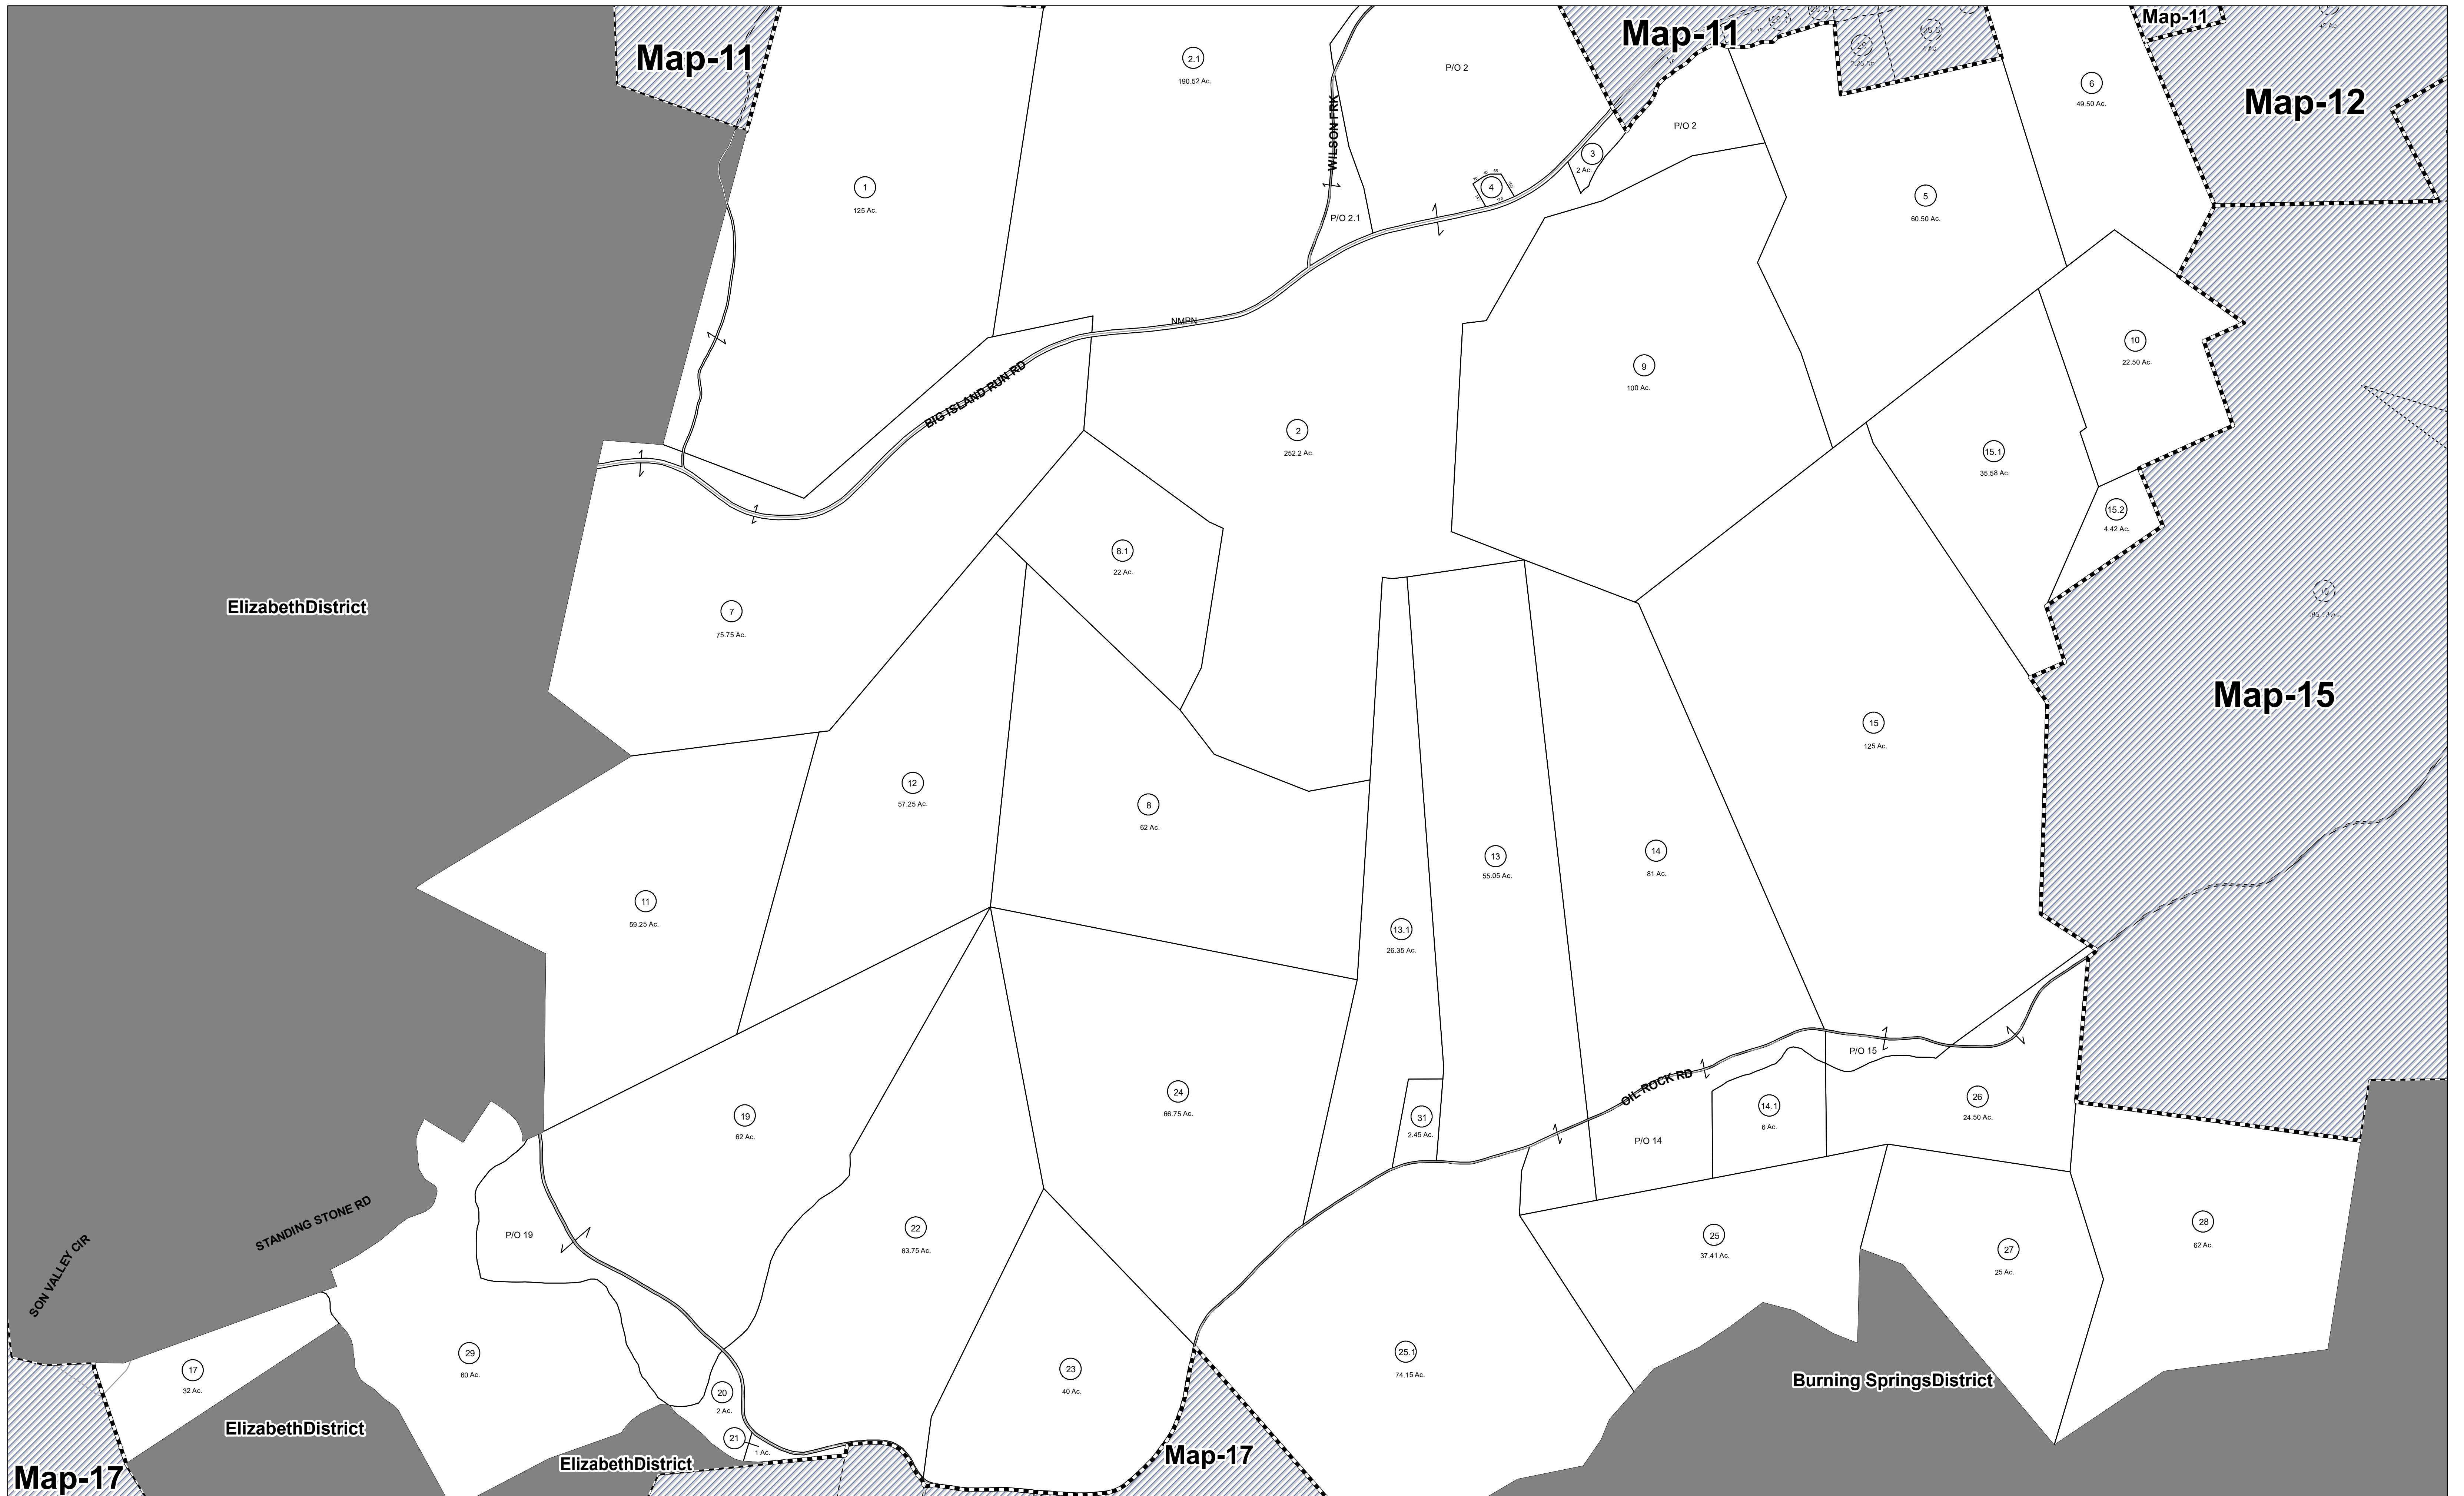 Map-11
Map-11
Map-11
Map-12
2.1
190.52 Ac.
P/O 2
WILSON FRK
P/O 2
6
49.50 Ac.
3
2 Ac.
1
125 Ac.
4
P/O 2.1
5
60.50 Ac.
NMPN
BIG ISLAND RUN RD
9
100 Ac.
10
22.50 Ac.
2
252.2 Ac.
15.1
35.58 Ac.
15.2
4.42 Ac.
8.1
22 Ac.
ElizabethDistrict
7
75.75 Ac.
Map-15
15
125 Ac.
12
57.25 Ac.
8
62 Ac.
13
55.05 Ac.
14
81 Ac.
11
59.25 Ac.
13.1
26.35 Ac.
P/O 15
OIL ROCK RD
24
66.75 Ac.
19
62 Ac.
31
2.45 Ac.
P/O 14
14.1
6 Ac.
26
24.50 Ac.
STANDING STONE RD
SON VALLEY CIR
P/O 19
22
63.75 Ac.
25
37.41 Ac.
27
25 Ac.
28
62 Ac.
17
32 Ac.
29
60 Ac.
20
2 Ac.
23
40 Ac.
25.1
74.15 Ac.
Burning SpringsDistrict
ElizabethDistrict
21
1 Ac.
ElizabethDistrict
Map-17
Map-17